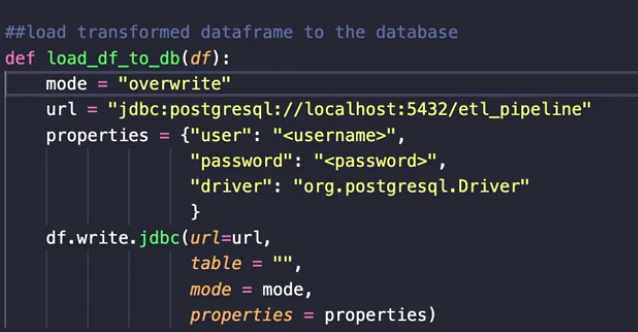 ##load transformed dataframe to the database
def load_df_to_db(df):
    mode = "overwrite"
    url = "jdbc:postgresql://localhost:5432/etl_pipeline"
    properties = {"user": "<username>",
                  "password": "<password>",
                  "driver": "org.postgresql.Driver"
                  }
    df.write.jdbc(url=url,
                  table = "",
                  mode = mode,
                  properties = properties)